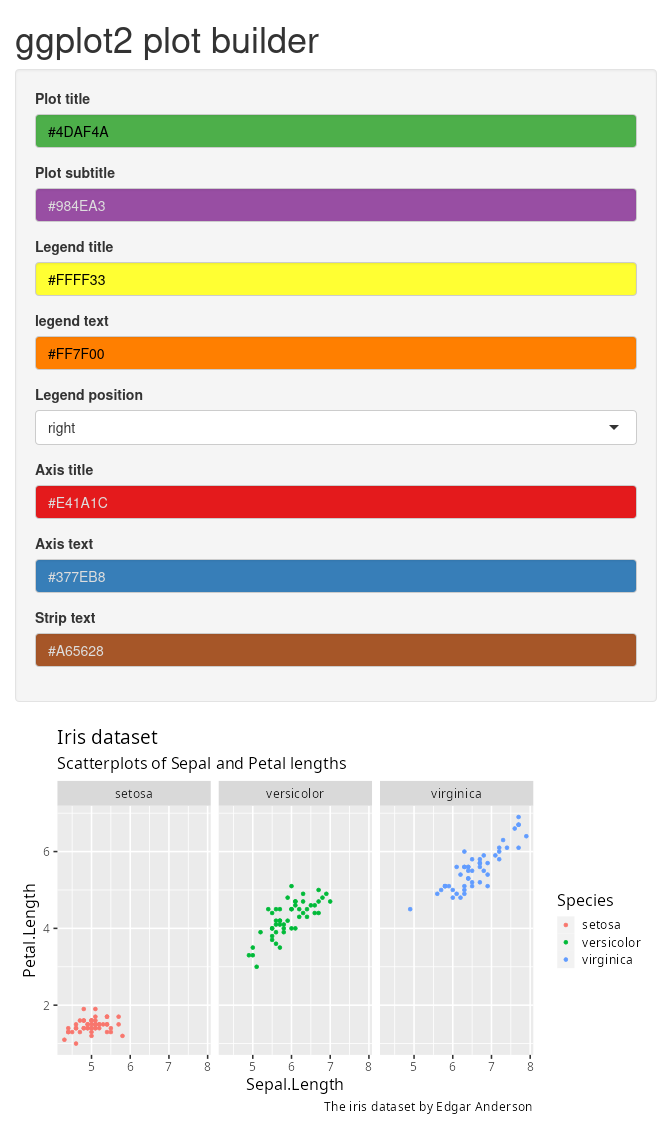 ggplot2 plot builder
Plot title
#4DAF4A
Plot subtitle
#984EA3
Legend title
#FFFF33
legend text
#FF7F00
Legend position
right
Axis title
#E41A1C
Axis text
#377EB8
Strip text
#A65628
Iris dataset
Scatterplots of Sepal and Petal lengths
setosa versicolor virginica
6
4
2
Petal.Length
5 6 7 8 5 6 7 8 5 6 7 8
Sepal.Length
Species
setosa
versicolor
virginica
The iris dataset by Edgar Anderson